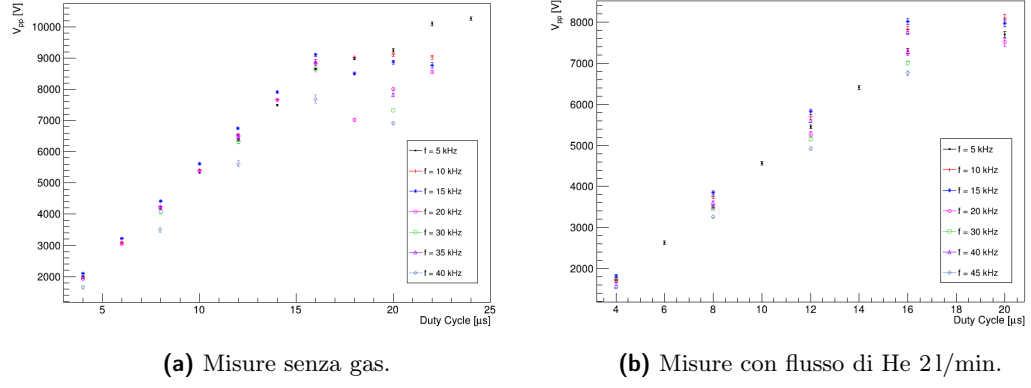 V_pp [V]
10000
9000
8000
7000
6000
5000
4000
3000
2000
5
10
15
20
25
Duty Cycle [μs]
f = 5 kHz
f = 10 kHz
f = 15 kHz
f = 20 kHz
f = 30 kHz
f = 35 kHz
f = 40 kHz
(a) Misure senza gas.
V_pp [V]
8000
7000
6000
5000
4000
3000
2000
4
6
8
10
12
14
16
18
20
Duty Cycle [μs]
f = 5 kHz
f = 10 kHz
f = 15 kHz
f = 20 kHz
f = 30 kHz
f = 40 kHz
f = 45 kHz
(b) Misure con flusso di He 2 l/min.